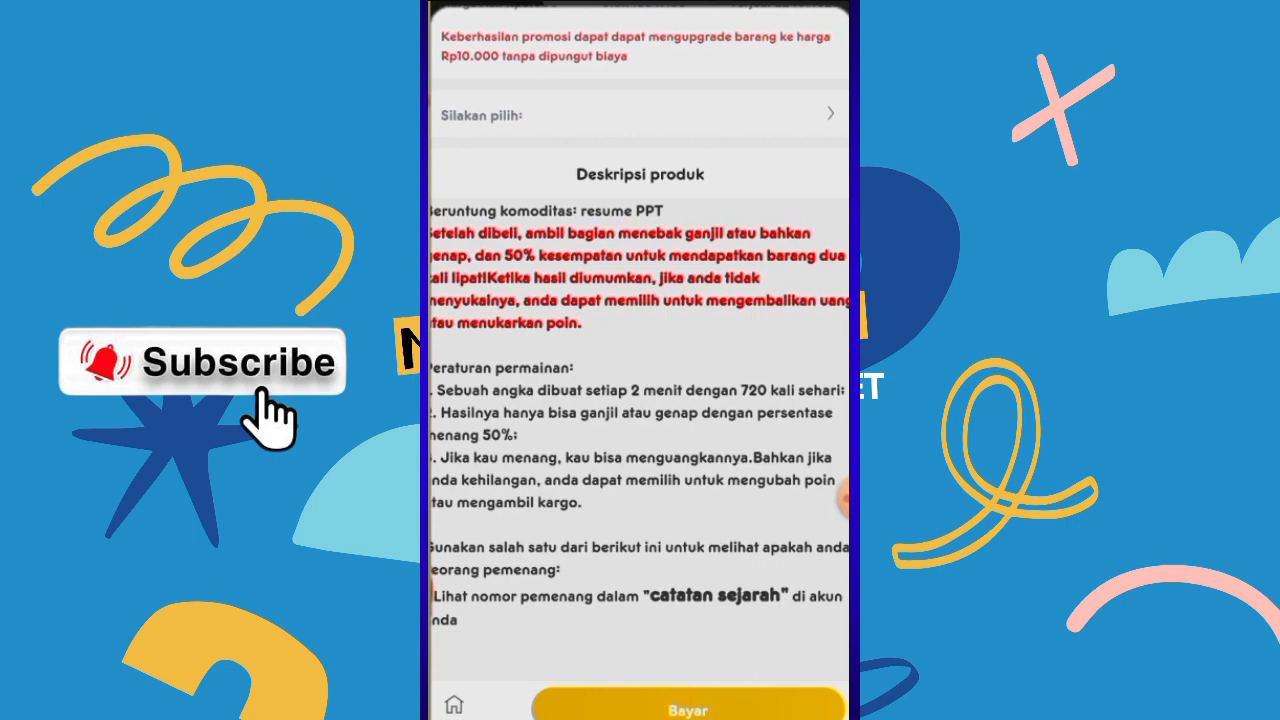 Keberhasilan promosi dapat dapat mengupgrade barang ke harga
Rp10.000 tanpa dipungut biaya
Silakan pilih:
Deskripsi produk
Beruntung komoditas: resume PPT
Setelah dibeli, ambil bagian menebak ganjil atau bahkan
genap, dan 50% kesempatan untuk mendapatkan barang dua
kali lipat!Ketika hasil diumumkan, jika anda tidak
menyukainya, anda dapat memilih untuk mengembalikan uang
atau menukarkan poin.
Peraturan permainan:
. Sebuah angka dibuat setiap 2 menit dengan 720 kali sehari:
2. Hasilnya hanya bisa ganjil atau genap dengan persentase
menang 50%:
. Jika kau menang, kau bisa menguangkannya.Bahkan jika
anda kehilangan, anda dapat memilih untuk mengubah poin
atau mengambil kargo.
Gunakan salah satu dari berikut ini untuk melihat apakah anda
seorang pemenang:
Lihat nomor pemenang dalam "catatan sejarah" di akun
anda
Bayar
Subscribe
N
ET